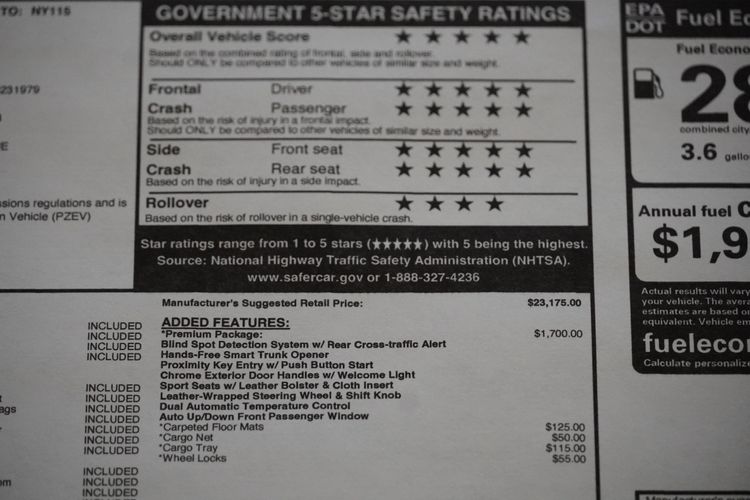 TO: NY116
231979
E
ssions regulations and is
n Vehicle (PZEV)
GOVERNMENT 5-STAR SAFETY RATINGS
Overall Vehicle Score ★ ★ ★ ★ ★
Based on the combined rating of frontal, side and rollover.
Should ONLY be compared to other vehicles of similar size and weight.
Frontal Driver ★ ★ ★ ★ ★
Crash Passenger ★ ★ ★ ★ ★
Based on the risk of injury in a frontal impact.
Should ONLY be compared to other vehicles of similar size and weight.
Side Front seat ★ ★ ★ ★ ★
Crash Rear seat ★ ★ ★ ★ ★
Based on the risk of injury in a side impact.
Rollover ★ ★ ★ ★
Based on the risk of rollover in a single-vehicle crash.
Star ratings range from 1 to 5 stars (★★★★★) with 5 being the highest.
Source: National Highway Traffic Safety Administration (NHTSA).
www.safercar.gov or 1-888-327-4236
EPA
DOT
Fuel E
Fuel Econo
28
combined city
3.6 gallo
Annual fuel C
$1,9
Actual results will vary
your vehicle. The avera
estimates are based o
equivalent. Vehicle em
fuelecon
Calculate personalize
Manufacturer's Suggested Retail Price: $23,175.00
ADDED FEATURES:
INCLUDED *Premium Package: $1,700.00
INCLUDED Blind Spot Detection System w/ Rear Cross-traffic Alert
INCLUDED Hands-Free Smart Trunk Opener
INCLUDED Proximity Key Entry w/ Push Button Start
Chrome Exterior Door Handles w/ Welcome Light
INCLUDED Sport Seats w/ Leather Bolster & Cloth Insert
INCLUDED Leather-Wrapped Steering Wheel & Shift Knob
ags INCLUDED Dual Automatic Temperature Control
INCLUDED Auto Up/Down Front Passenger Window
INCLUDED *Carpeted Floor Mats $125.00
INCLUDED *Cargo Net $50.00
INCLUDED *Cargo Tray $115.00
*Wheel Locks $55.00
INCLUDED
em INCLUDED
INCLUDED